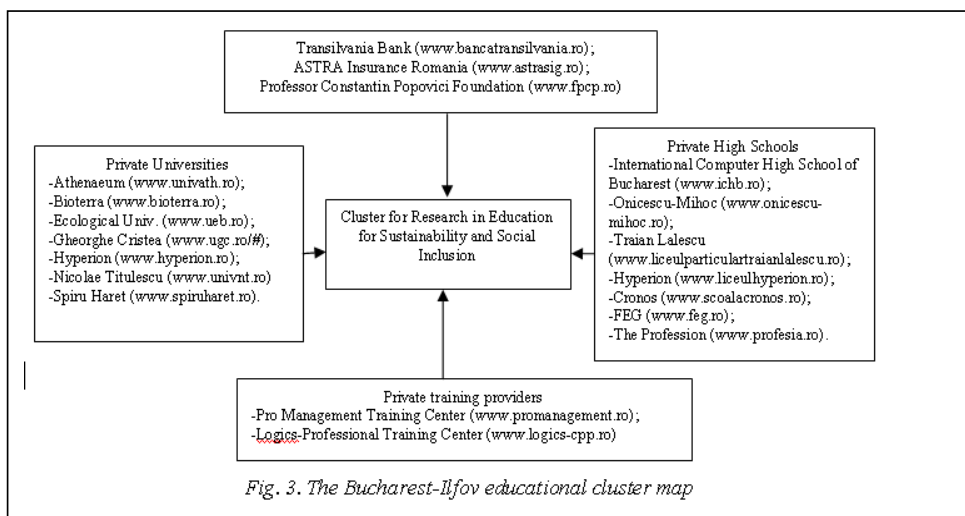 Transilvania Bank (www.bancatransilvania.ro);
ASTRA Insurance Romania (www.astrasig.ro);
Professor Constantin Popovici Foundation (www.fpcp.ro)
Private Universities
-Athenaeum (www.univath.ro);
-Bioterra (www.bioterra.ro);
-Ecological Univ. (www.ueb.ro);
-Gheorghe Cristea (www.ugc.ro/#);
-Hyperion (www.hyperion.ro);
-Nicolae Titulescu (www.univnt.ro)
-Spiru Haret (www.spiruharet.ro).
Cluster for Research in Education
for Sustainability and Social
Inclusion
Private High Schools
-International Computer High School of
Bucharest (www.ichb.ro);
-Onicescu-Mihoc (www.onicescu-
mihoc.ro);
-Traian Lalescu
(www.liceulparticulartraianlalescu.ro);
-Hyperion (www.liceulhyperion.ro);
-Cronos (www.scoalacronos.ro);
-FEG (www.feg.ro);
-The Profession (www.profesia.ro).
Private training providers
-Pro Management Training Center (www.promanagement.ro);
-Logics-Professional Training Center (www.logics-cpp.ro)
Fig. 3. The Bucharest-Ilfov educational cluster map